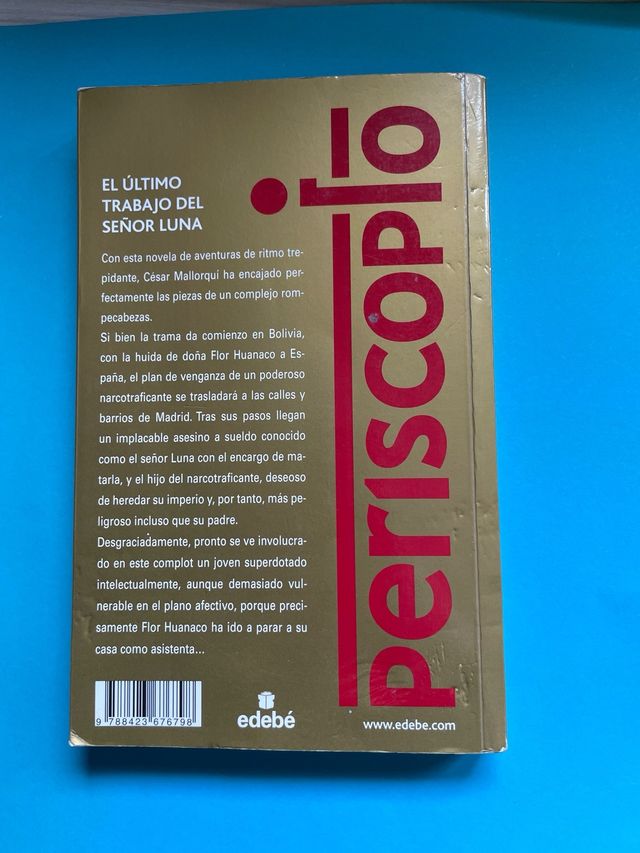 EL ÚLTIMO
TRABAJO DEL
SEÑOR LUNA
Con esta novela de aventuras de ritmo tre-
pidante, César Mallorquí ha encajado per-
fectamente las piezas de un complejo rom-
pecabezas.
Si bien la trama da comienzo en Bolivia,
con la huida de doña Flor Huanaco a Es-
paña, el plan de venganza de un poderoso
narcotraficante se trasladará a las calles y
barrios de Madrid. Tras sus pasos llegan
un implacable asesino a sueldo conocido
como el señor Luna con el encargo de ma-
tarla, y el hijo del narcotraficante, deseoso
de heredar su imperio y, por tanto, más pe-
ligroso incluso que su padre.
Desgraciadamente, pronto se ve involucra-
do en este complot un joven superdotado
intelectualmente, aunque demasiado vul-
nerable en el plano afectivo, porque preci-
samente Flor Huanaco ha ido a parar a su
casa como asistenta...
9 788423 676798
edebé
www.edebe.com
periscopio